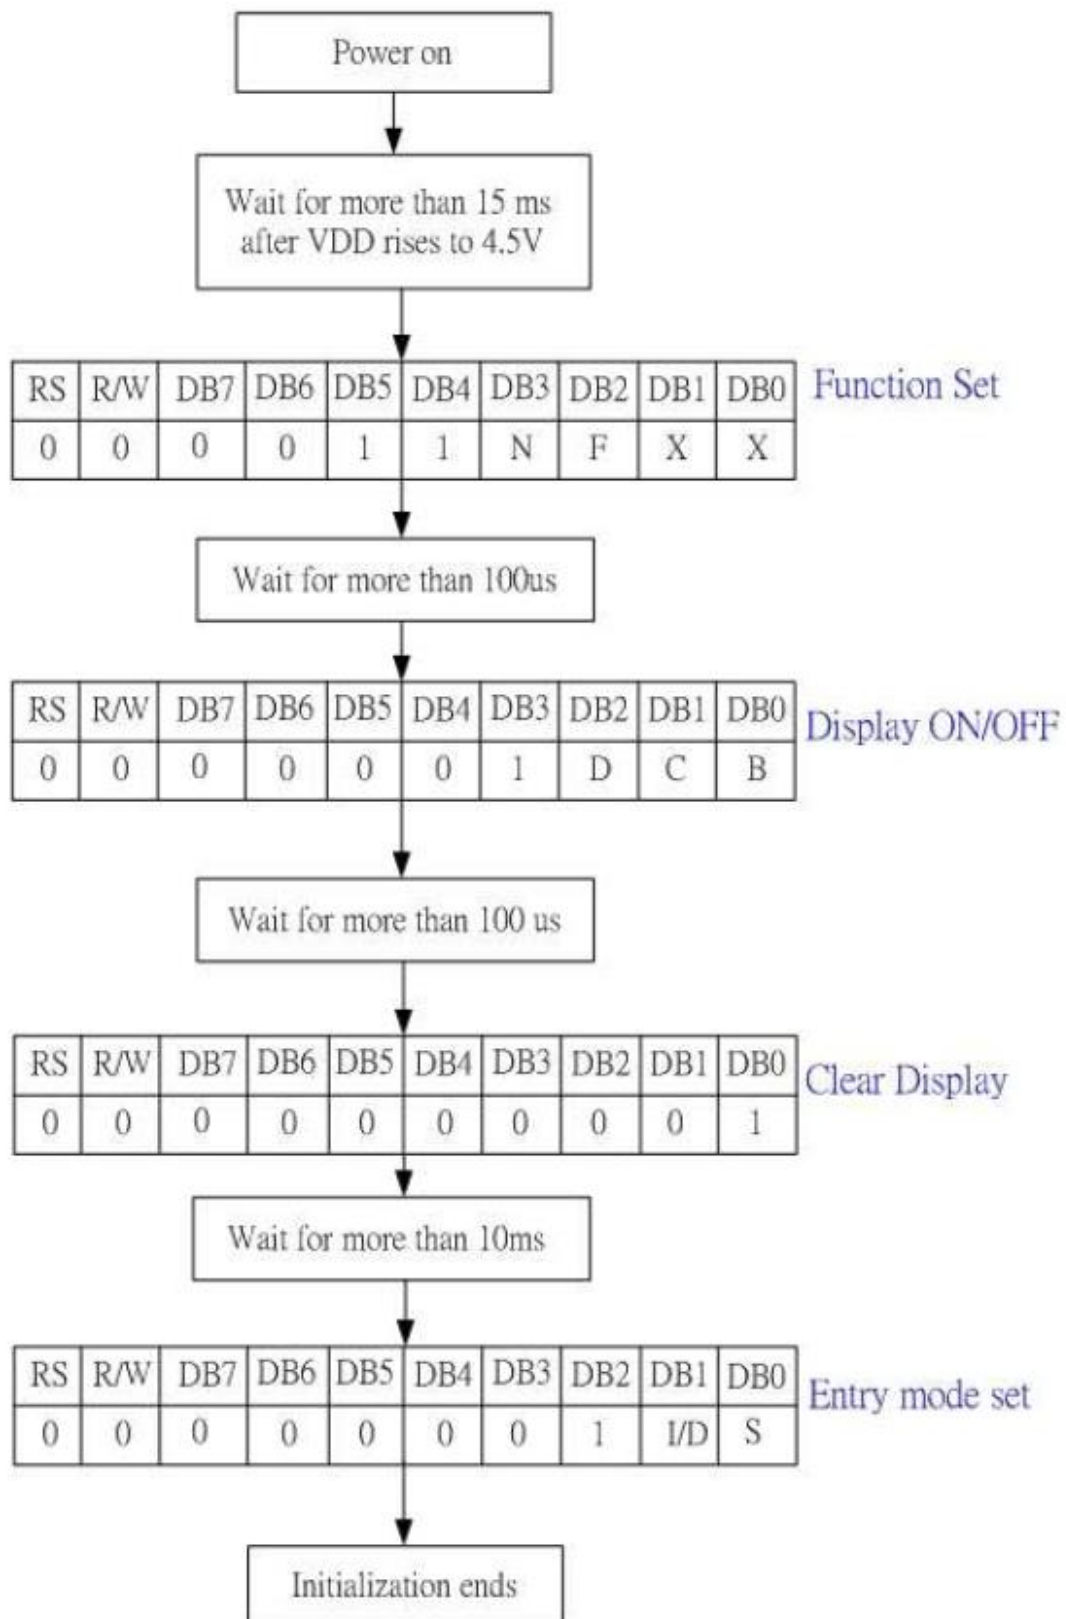 Power on
Wait for more than 15 ms
after VDD rises to 4.5V
RS R/W DB7 DB6 DB5 DB4 DB3 DB2 DB1 DB0 Function Set
0 0 0 0 1 1 N F X X
Wait for more than 100us
RS R/W DB7 DB6 DB5 DB4 DB3 DB2 DB1 DB0 Display ON/OFF
0 0 0 0 0 0 1 D C B
Wait for more than 100 us
RS R/W DB7 DB6 DB5 DB4 DB3 DB2 DB1 DB0 Clear Display
0 0 0 0 0 0 0 0 0 1
Wait for more than 10ms
RS R/W DB7 DB6 DB5 DB4 DB3 DB2 DB1 DB0 Entry mode set
0 0 0 0 0 0 0 1 I/D S
Initialization ends